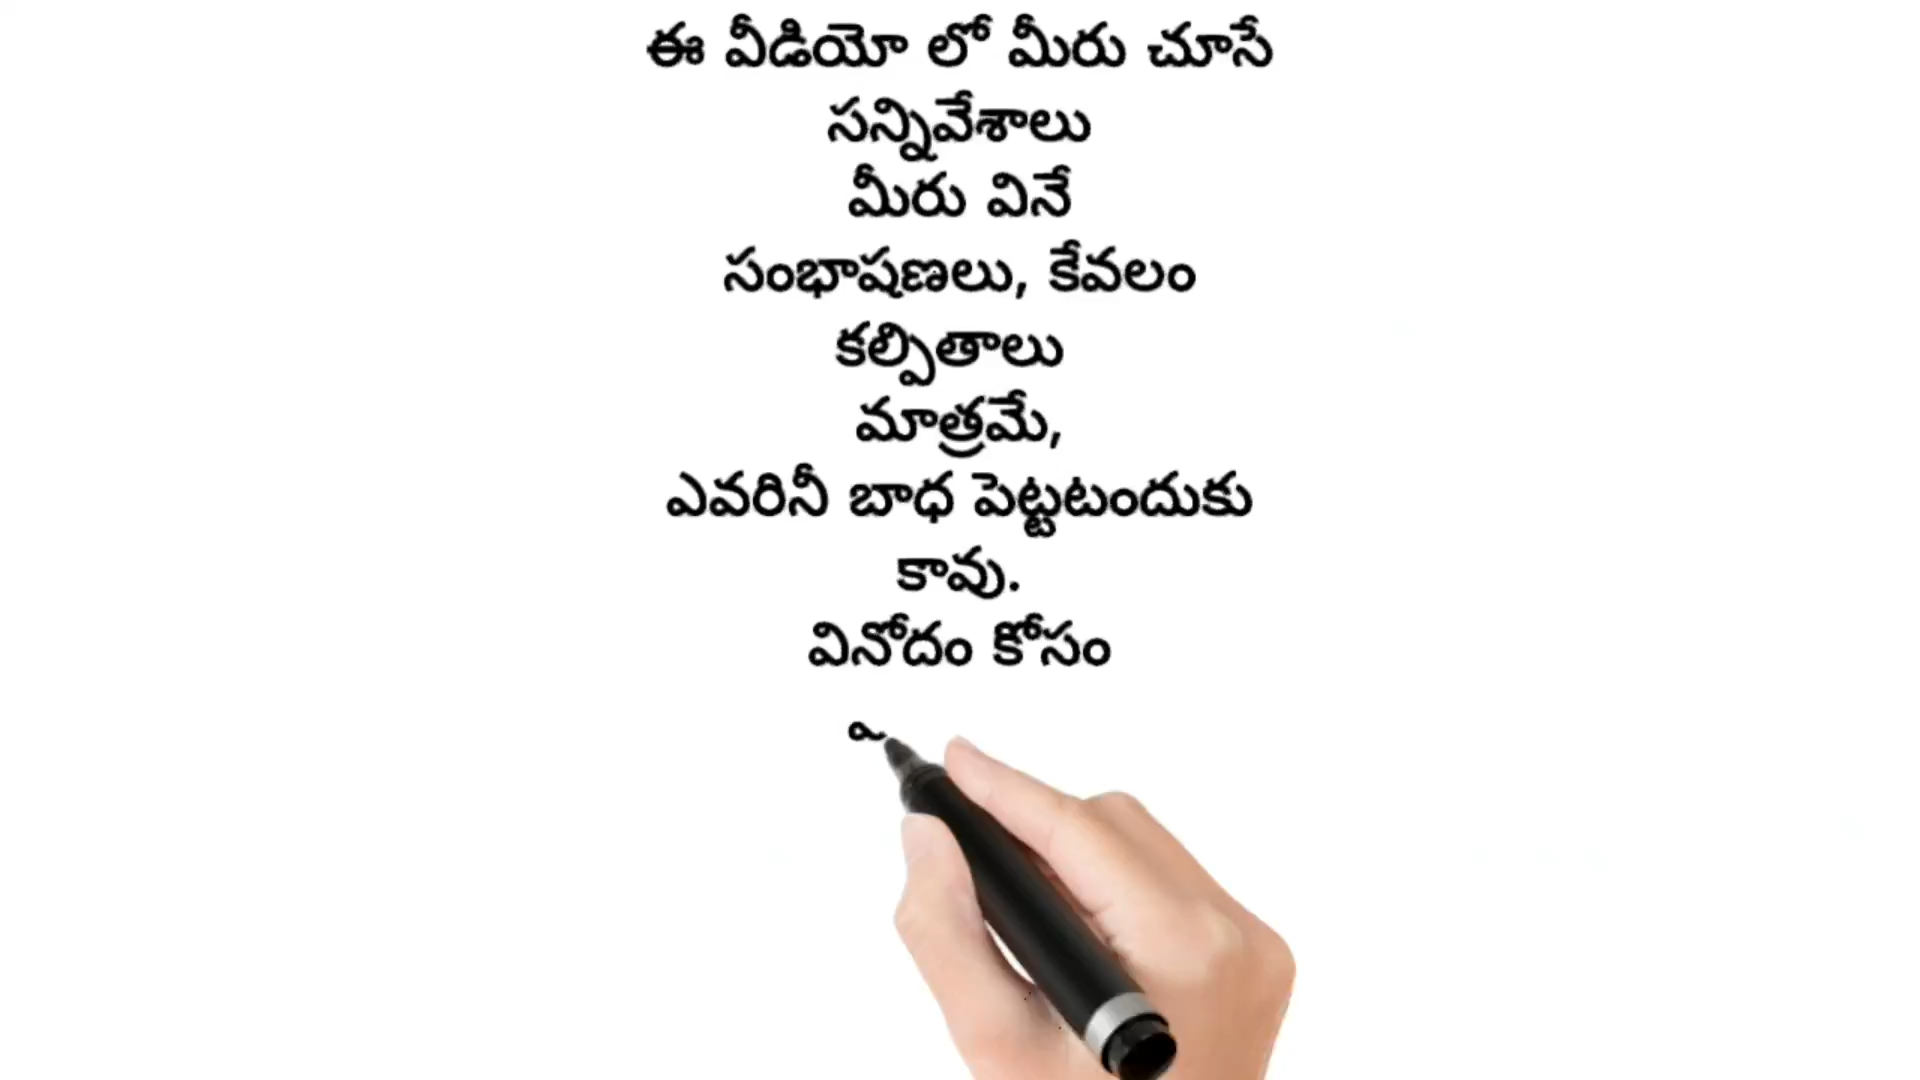 ఈ వీడియో లో మీరు చూసే
సన్నివేశాలు
మీరు వినే
సంభాషణలు, కేవలం
కల్పితాలు
మాత్రమే,
ఎవరినీ బాధ పెట్టటందుకు
కావు.
వినోదం కోసం